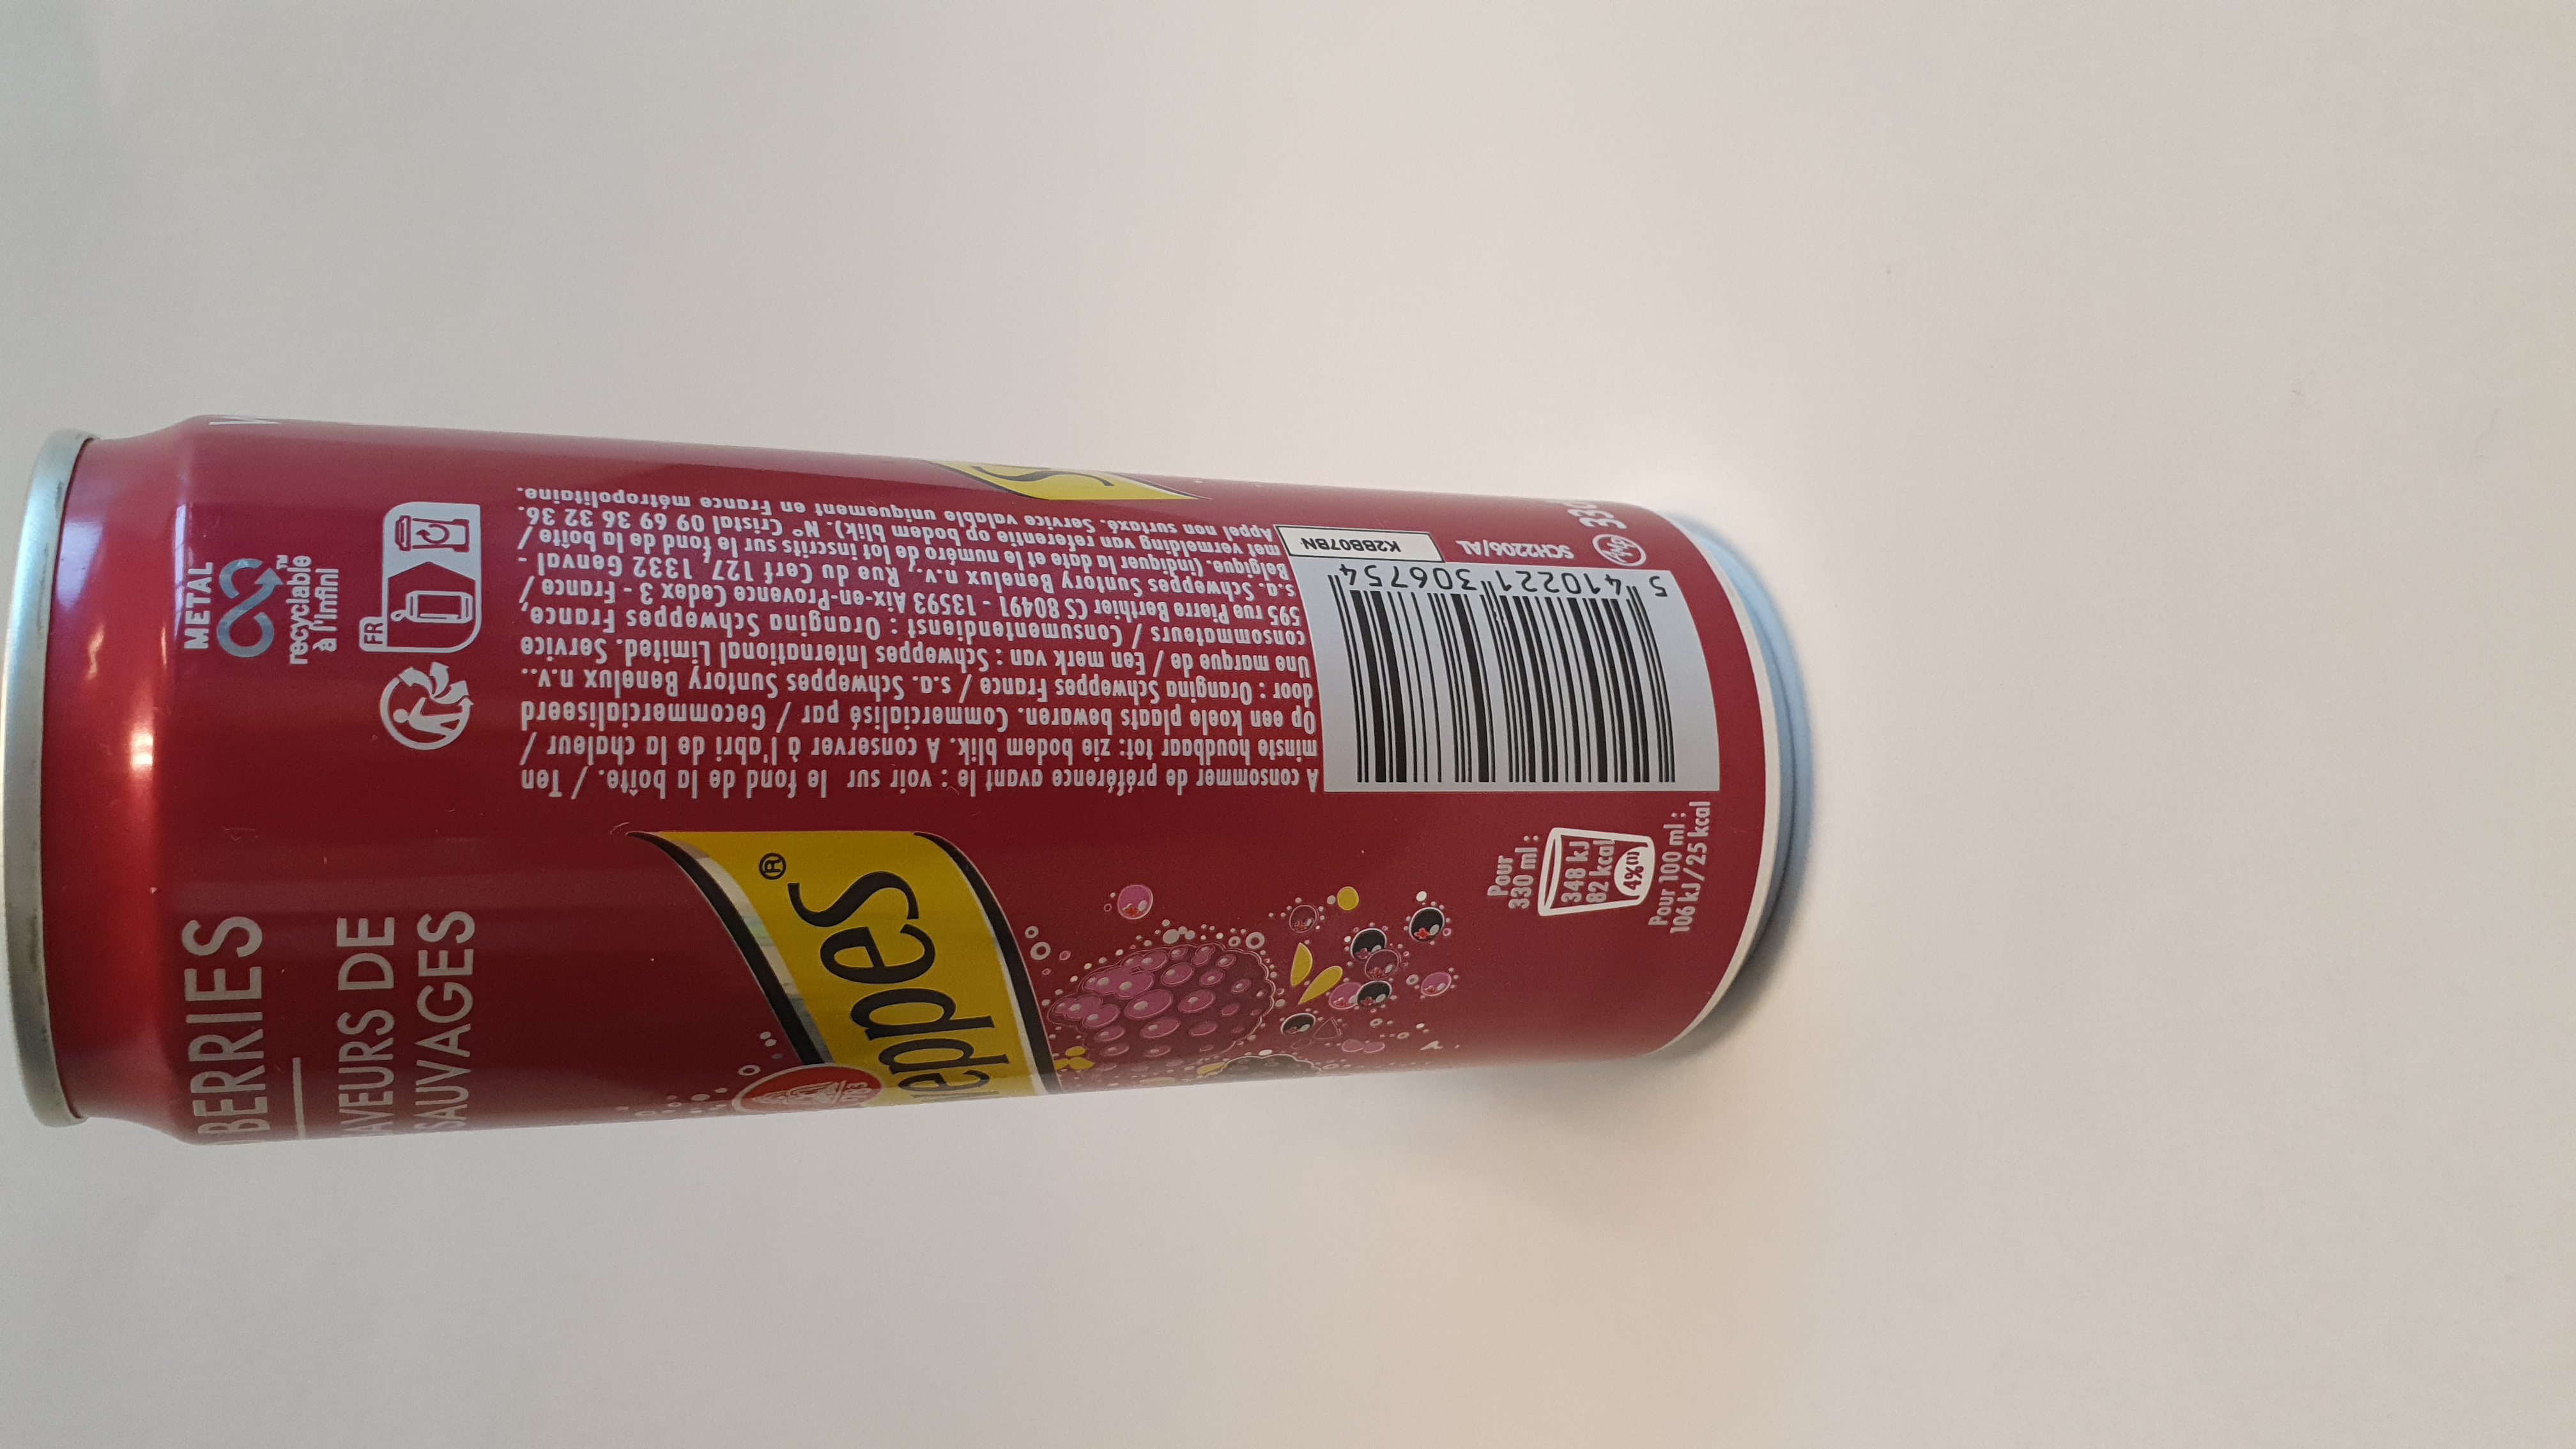 BERRIES
AVEURS DE
SAUVAGES
1783
weppes®
Pour
330 ml :
348 kJ
82 kcal
4%(1)
Pour 100 ml :
106 kJ/25 kcal
METAL
recyclable™
à l'infini
FR
A consommer de préférence avant le : voir sur le fond de la boîte. / Ten
minste houdbaar tot: zie bodem blik. A conserver à l'abri de la chaleur /
Op een koele plaats bewaren. Commercialisé par / Gecommercialiseerd
door : Orangina Schweppes France / s.a. Schweppes Suntory Benelux n.v..
Une marque de / Een merk van : Schweppes International Limited. Service
consommateurs / Consumentendienst : Orangina Schweppes France,
595 rue Pierre Berthier CS 80491 - 13593 Aix-en-Provence Cedex 3 - France /
s.a. Schweppes Suntory Benelux n.v., Rue du Cerf 127, 1332 Genval -
Belgique. (indiquer la date et le numéro de lot inscrits sur le fond de la boîte /
met vermelding van referentie op bodem blik). N° Cristal 09 69 36 32 36.
Appel non surtaxé. Service valable uniquement en France métropolitaine.
5 410221 306754
K2BB07BN
SCH2206/AL
33c
S